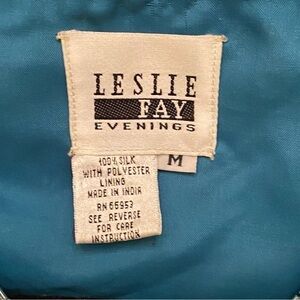 LESLIE
FAY
EVENINGS
M
100% SILK
WITH POLYESTER
LINING
MADE IN INDIA
RN 65953
SEE REVERSE
FOR CARE
INSTRUCTION